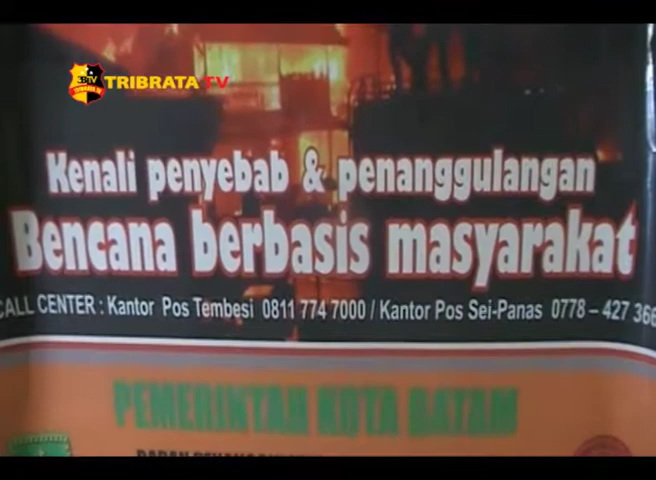 TRIBRATA TV
Kenali penyebab & penanggulangan
Bencana berbasis masyarakat
CALL CENTER : Kantor Pos Tembesi 0811 774 7000 / Kantor Pos Sei-Panas 0778 – 427 366
PEMERINTAH KOTA BATAM
BADAN